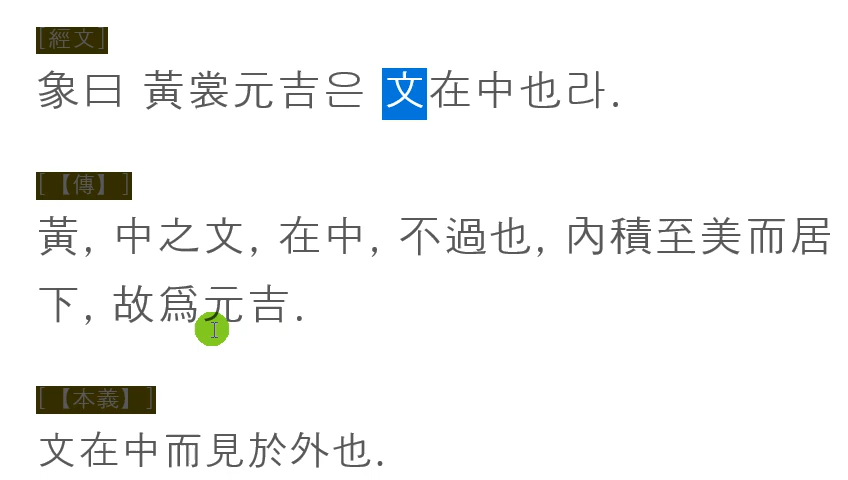 [經文]
象曰 黃裳元吉은 文在中也라.
[【傳】]
黃, 中之文, 在中, 不過也, 內積至美而居
下, 故爲元吉.
[【本義】]
文在中而見於外也.